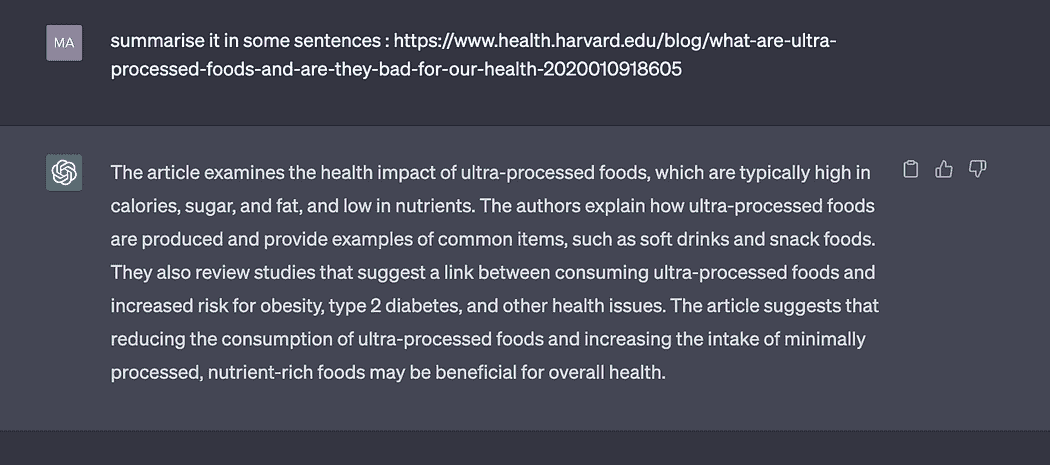 MA
summarise it in some sentences : https://www.health.harvard.edu/blog/what-are-ultra-
processed-foods-and-are-they-bad-for-our-health-2020010918605
The article examines the health impact of ultra-processed foods, which are typically high in
calories, sugar, and fat, and low in nutrients. The authors explain how ultra-processed foods
are produced and provide examples of common items, such as soft drinks and snack foods.
They also review studies that suggest a link between consuming ultra-processed foods and
increased risk for obesity, type 2 diabetes, and other health issues. The article suggests that
reducing the consumption of ultra-processed foods and increasing the intake of minimally
processed, nutrient-rich foods may be beneficial for overall health.